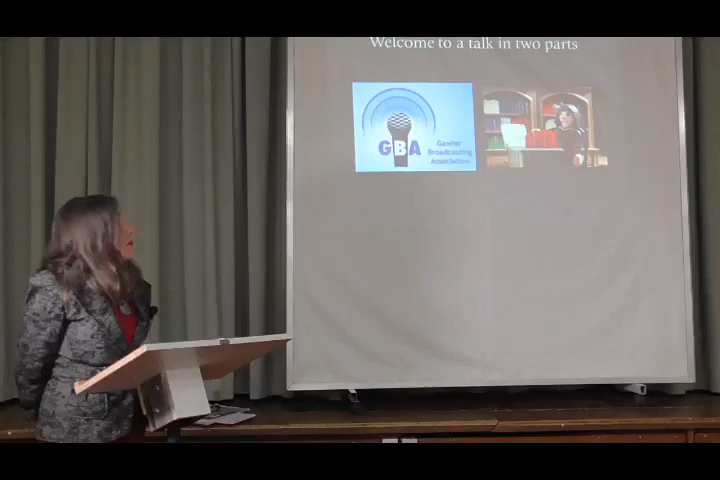 Welcome to a talk in two parts
GBA
Gawler
Broadcasting
Association